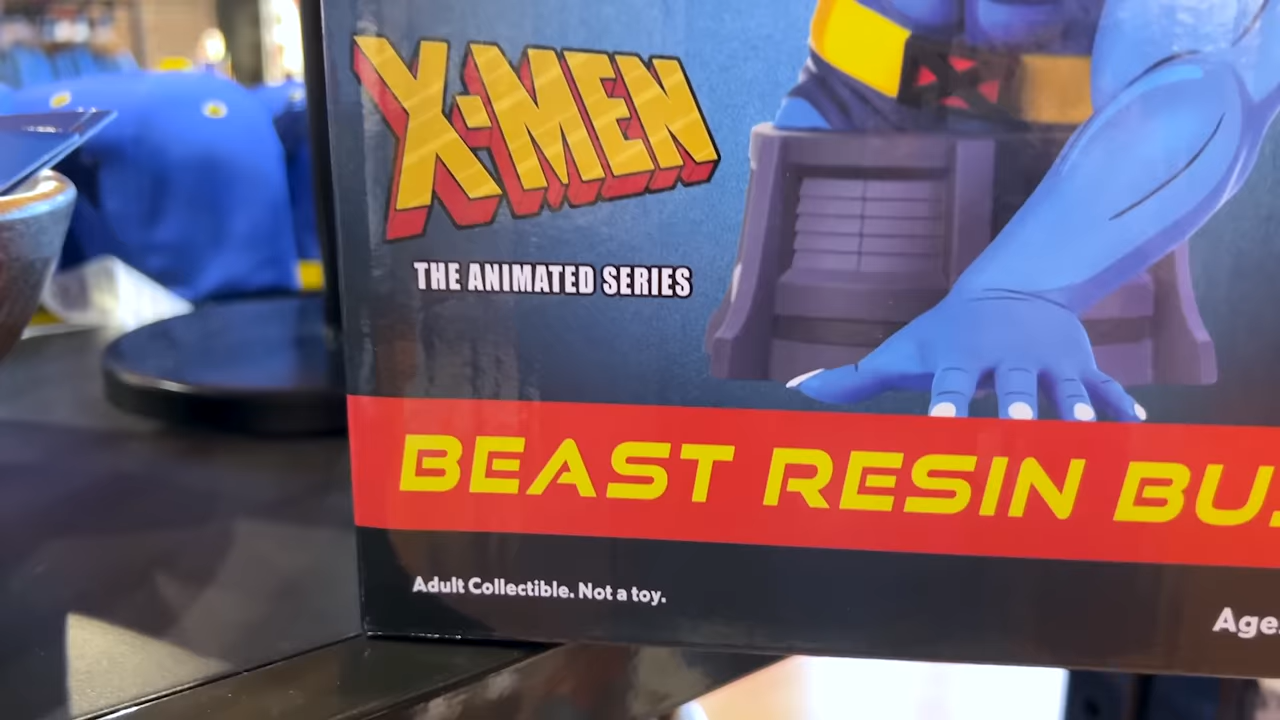 X-MEN
THE ANIMATED SERIES
BEAST RESIN BU
Adult Collectible. Not a toy.
Age